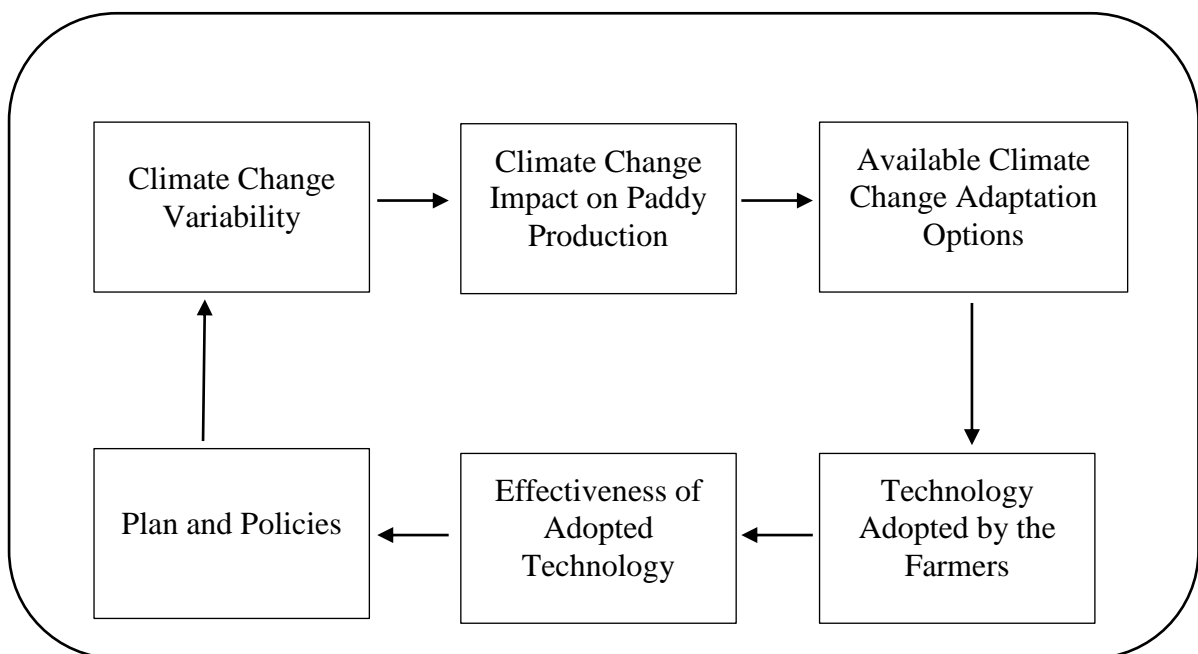 Climate Change
Variability
Climate Change
Impact on Paddy
Production
Available Climate
Change Adaptation
Options
Plan and Policies
Effectiveness of
Adopted
Technology
Technology
Adopted by the
Farmers